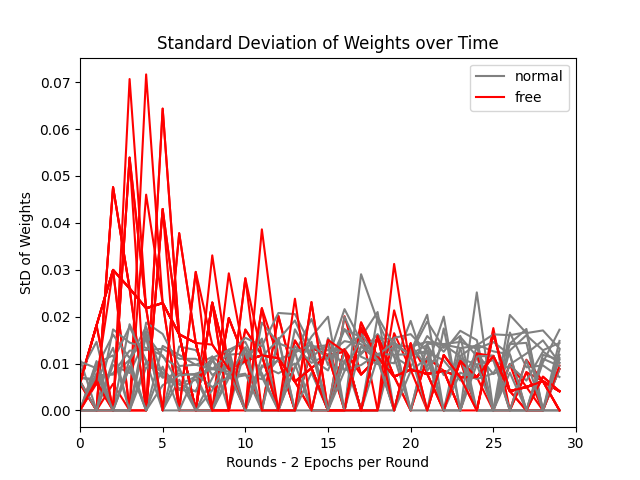 Standard Deviation of Weights over Time
normal
free
StD of Weights
0.07
0.06
0.05
0.04
0.03
0.02
0.01
0.00
0 5 10 15 20 25 30
Rounds - 2 Epochs per Round